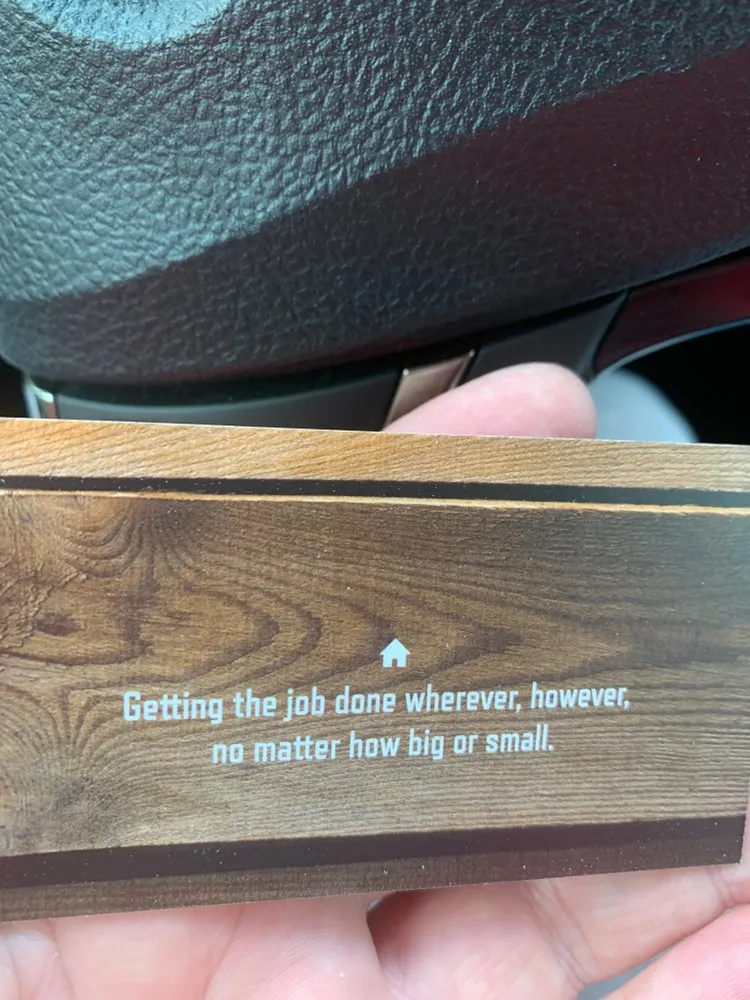 Getting the job done wherever, however,
no matter how big or small.